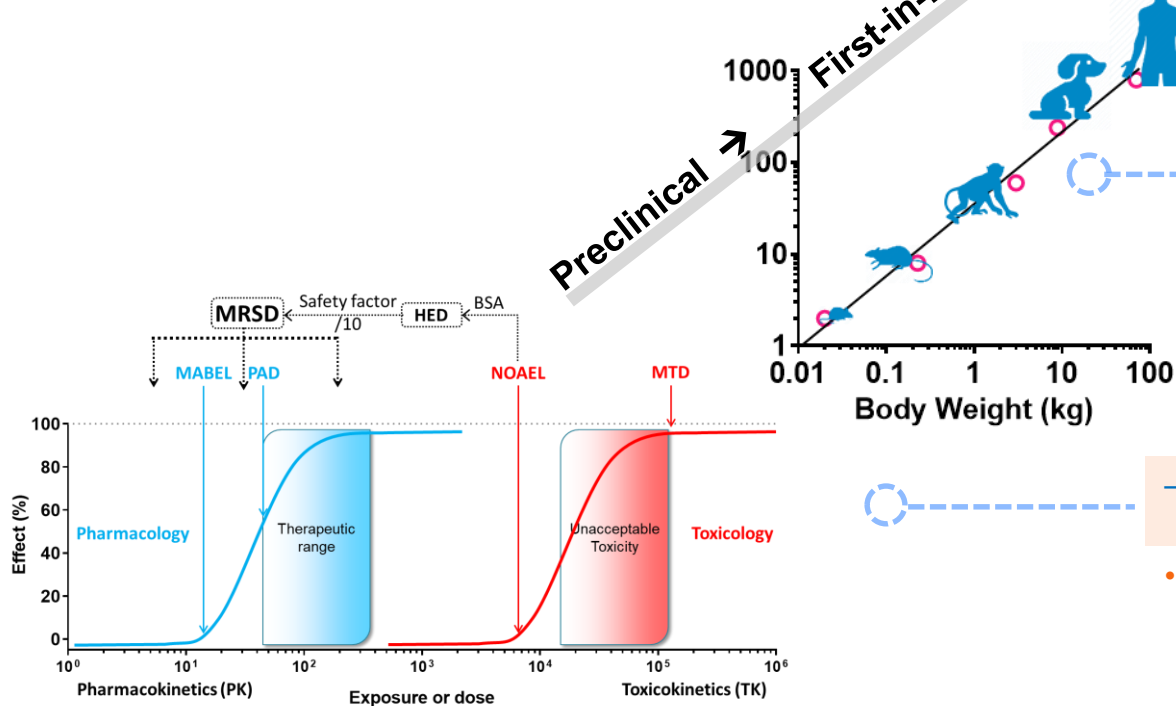 First-in-
Preclinical →
1000
100
10
1
0.01 0.1 1 10 100
Body Weight (kg)
MRSD
Safety factor
/10
HED
BSA
MABEL PAD NOAEL MTD
Effect (%)
100
80
60
40
20
0
Pharmacology
Therapeutic
range
Unacceptable
Toxicity
Toxicology
10⁰ 10¹ 10² 10³ 10⁴ 10⁵ 10⁶
Pharmacokinetics (PK)
Exposure or dose
Toxicokinetics (TK)